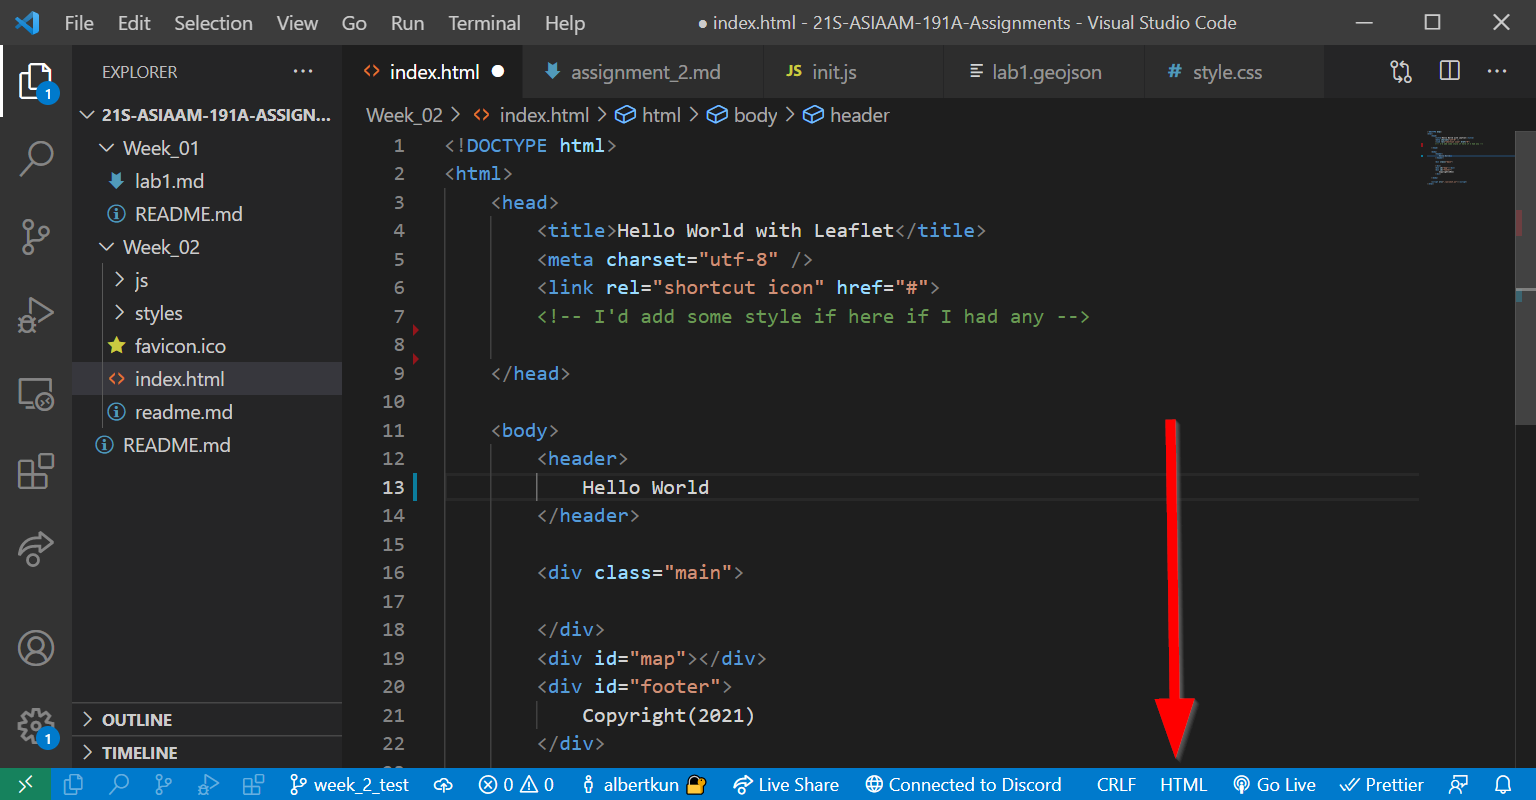 File Edit Selection View Go Run Terminal Help ● index.html - 21S-ASIAAM-191A-Assignments - Visual Studio Code
EXPLORER ···
index.html ● assignment_2.md JS init.js lab1.geojson # style.css ···
1
21S-ASIAAM-191A-ASSIGN...
Week_01
lab1.md
README.md
Week_02
js
styles
favicon.ico
index.html
readme.md
README.md
OUTLINE
TIMELINE
1
Week_02 > index.html > html > body > header
1 <!DOCTYPE html>
2 <html>
3 <head>
4 <title>Hello World with Leaflet</title>
5 <meta charset="utf-8" />
6 <link rel="shortcut icon" href="#">
7 <!-- I'd add some style if here if I had any -->
8
9 </head>
10
11 <body>
12 <header>
13 Hello World
14 </header>
15
16 <div class="main">
17
18 </div>
19 <div id="map"></div>
20 <div id="footer">
21 Copyright(2021)
22 </div>
week_2_test 0 0 albertkun Live Share Connected to Discord CRLF HTML Go Live Prettier